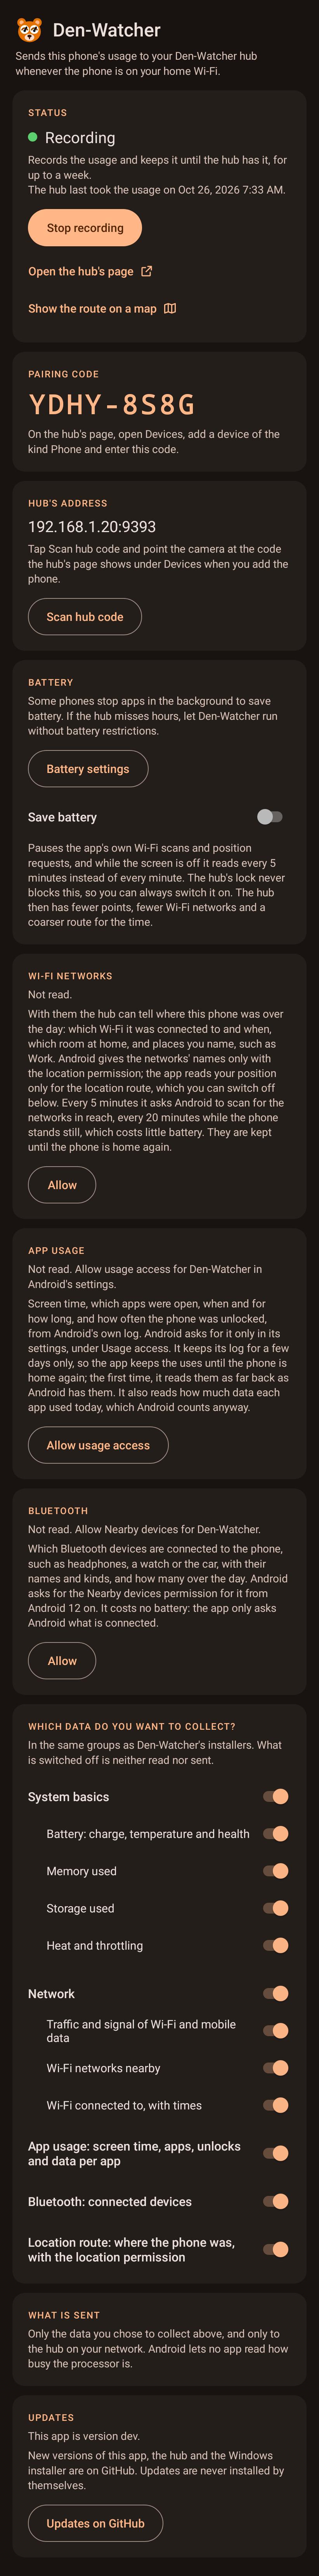 Den-Watcher
Sends this phone's usage to your Den-Watcher hub
whenever the phone is on your home Wi-Fi.
STATUS
Recording
Records the usage and keeps it until the hub has it, for
up to a week.
The hub last took the usage on Oct 26, 2026 7:33 AM.
Stop recording
Open the hub's page
Show the route on a map
PAIRING CODE
YDHY-8S8G
On the hub's page, open Devices, add a device of the
kind Phone and enter this code.
HUB'S ADDRESS
192.168.1.20:9393
Tap Scan hub code and point the camera at the code
the hub's page shows under Devices when you add the
phone.
Scan hub code
BATTERY
Some phones stop apps in the background to save
battery. If the hub misses hours, let Den-Watcher run
without battery restrictions.
Battery settings
Save battery
Pauses the app's own Wi-Fi scans and position
requests, and while the screen is off it reads every 5
minutes instead of every minute. The hub's lock never
blocks this, so you can always switch it on. The hub
then has fewer points, fewer Wi-Fi networks and a
coarser route for the time.
WI-FI NETWORKS
Not read.
With them the hub can tell where this phone was over
the day: which Wi-Fi it was connected to and when,
which room at home, and places you name, such as
Work. Android gives the networks' names only with
the location permission; the app reads your position
only for the location route, which you can switch off
below. Every 5 minutes it asks Android to scan for the
networks in reach, every 20 minutes while the phone
stands still, which costs little battery. They are kept
until the phone is home again.
Allow
APP USAGE
Not read. Allow usage access for Den-Watcher in
Android's settings.
Screen time, which apps were open, when and for
how long, and how often the phone was unlocked,
from Android's own log. Android asks for it only in its
settings, under Usage access. It keeps its log for a few
days only, so the app keeps the uses until the phone is
home again; the first time, it reads them as far back as
Android has them. It also reads how much data each
app used today, which Android counts anyway.
Allow usage access
BLUETOOTH
Not read. Allow Nearby devices for Den-Watcher.
Which Bluetooth devices are connected to the phone,
such as headphones, a watch or the car, with their
names and kinds, and how many over the day. Android
asks for the Nearby devices permission for it from
Android 12 on. It costs no battery: the app only asks
Android what is connected.
Allow
WHICH DATA DO YOU WANT TO COLLECT?
In the same groups as Den-Watcher's installers. What
is switched off is neither read nor sent.
System basics
Battery: charge, temperature and health
Memory used
Storage used
Heat and throttling
Network
Traffic and signal of Wi-Fi and mobile
data
Wi-Fi networks nearby
Wi-Fi connected to, with times
App usage: screen time, apps, unlocks
and data per app
Bluetooth: connected devices
Location route: where the phone was,
with the location permission
WHAT IS SENT
Only the data you chose to collect above, and only to
the hub on your network. Android lets no app read how
busy the processor is.
UPDATES
This app is version dev.
New versions of this app, the hub and the Windows
installer are on GitHub. Updates are never installed by
themselves.
Updates on GitHub